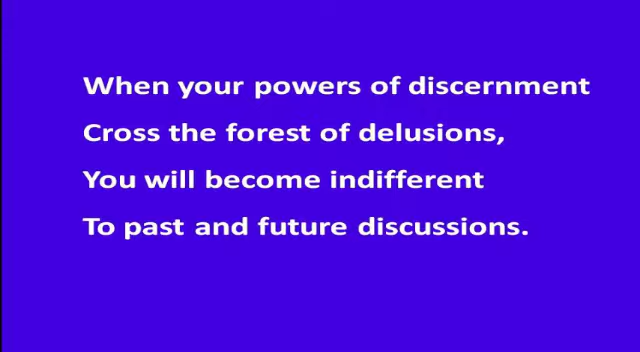 When your powers of discernment
Cross the forest of delusions,
You will become indifferent
To past and future discussions.